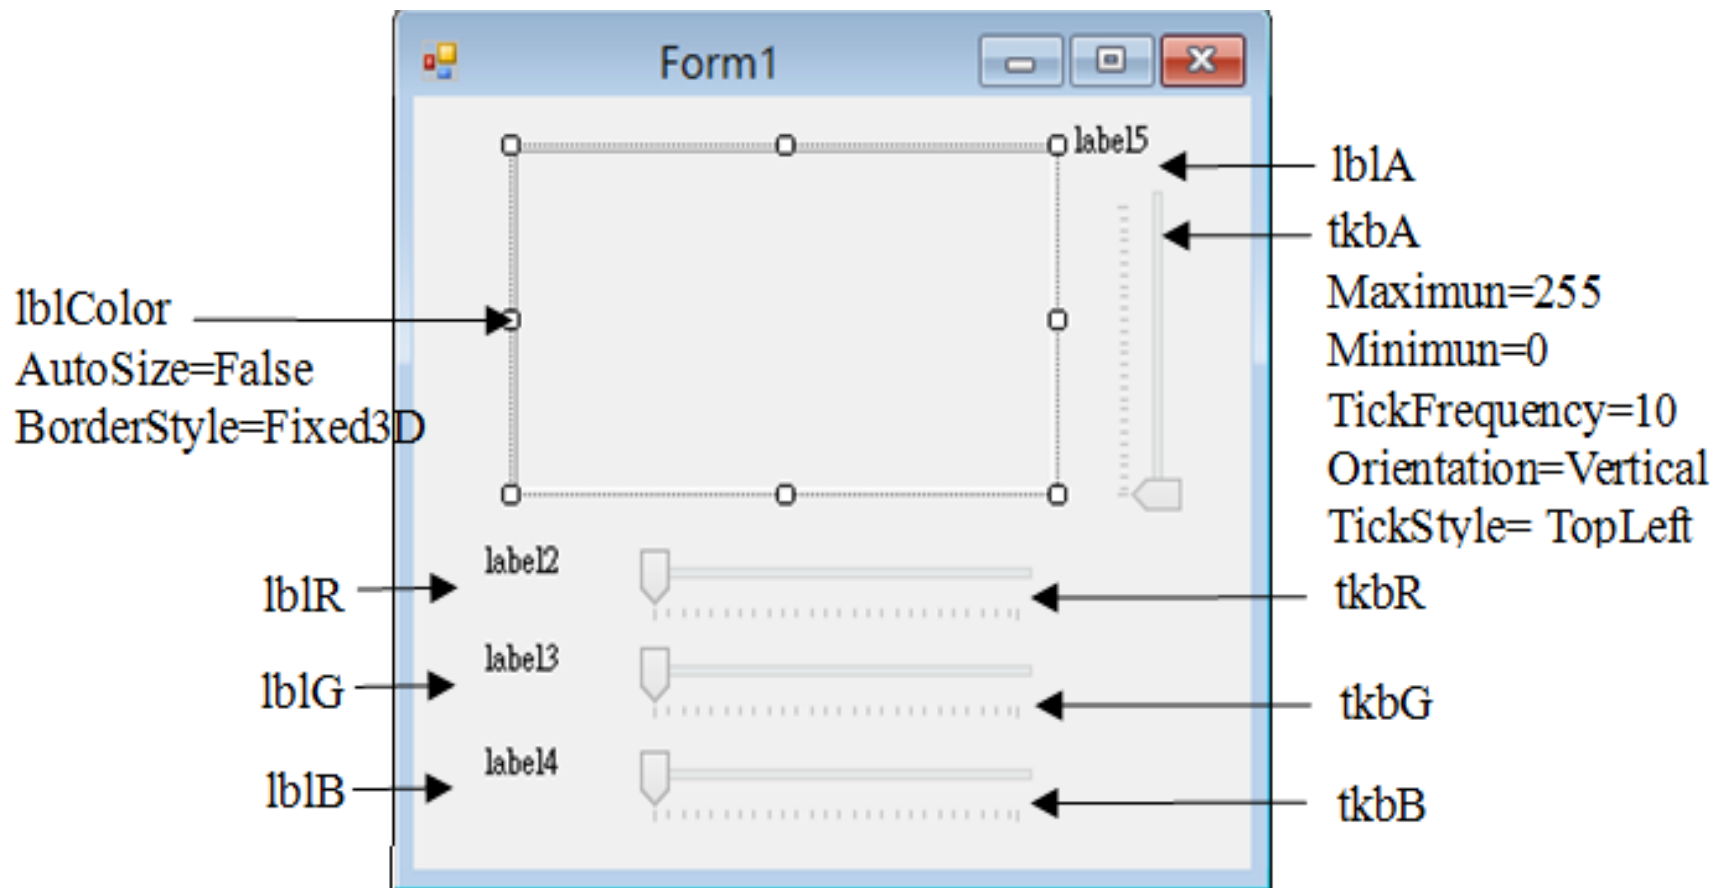 Form1
label5
lblA
tkbA
Maximun=255
Minimun=0
TickFrequency=10
Orientation=Vertical
TickStyle= TopLeft
lblColor
AutoSize=False
BorderStyle=Fixed3D
label2
lblR
tkbR
label3
lblG
tkbG
label4
lblB
tkbB